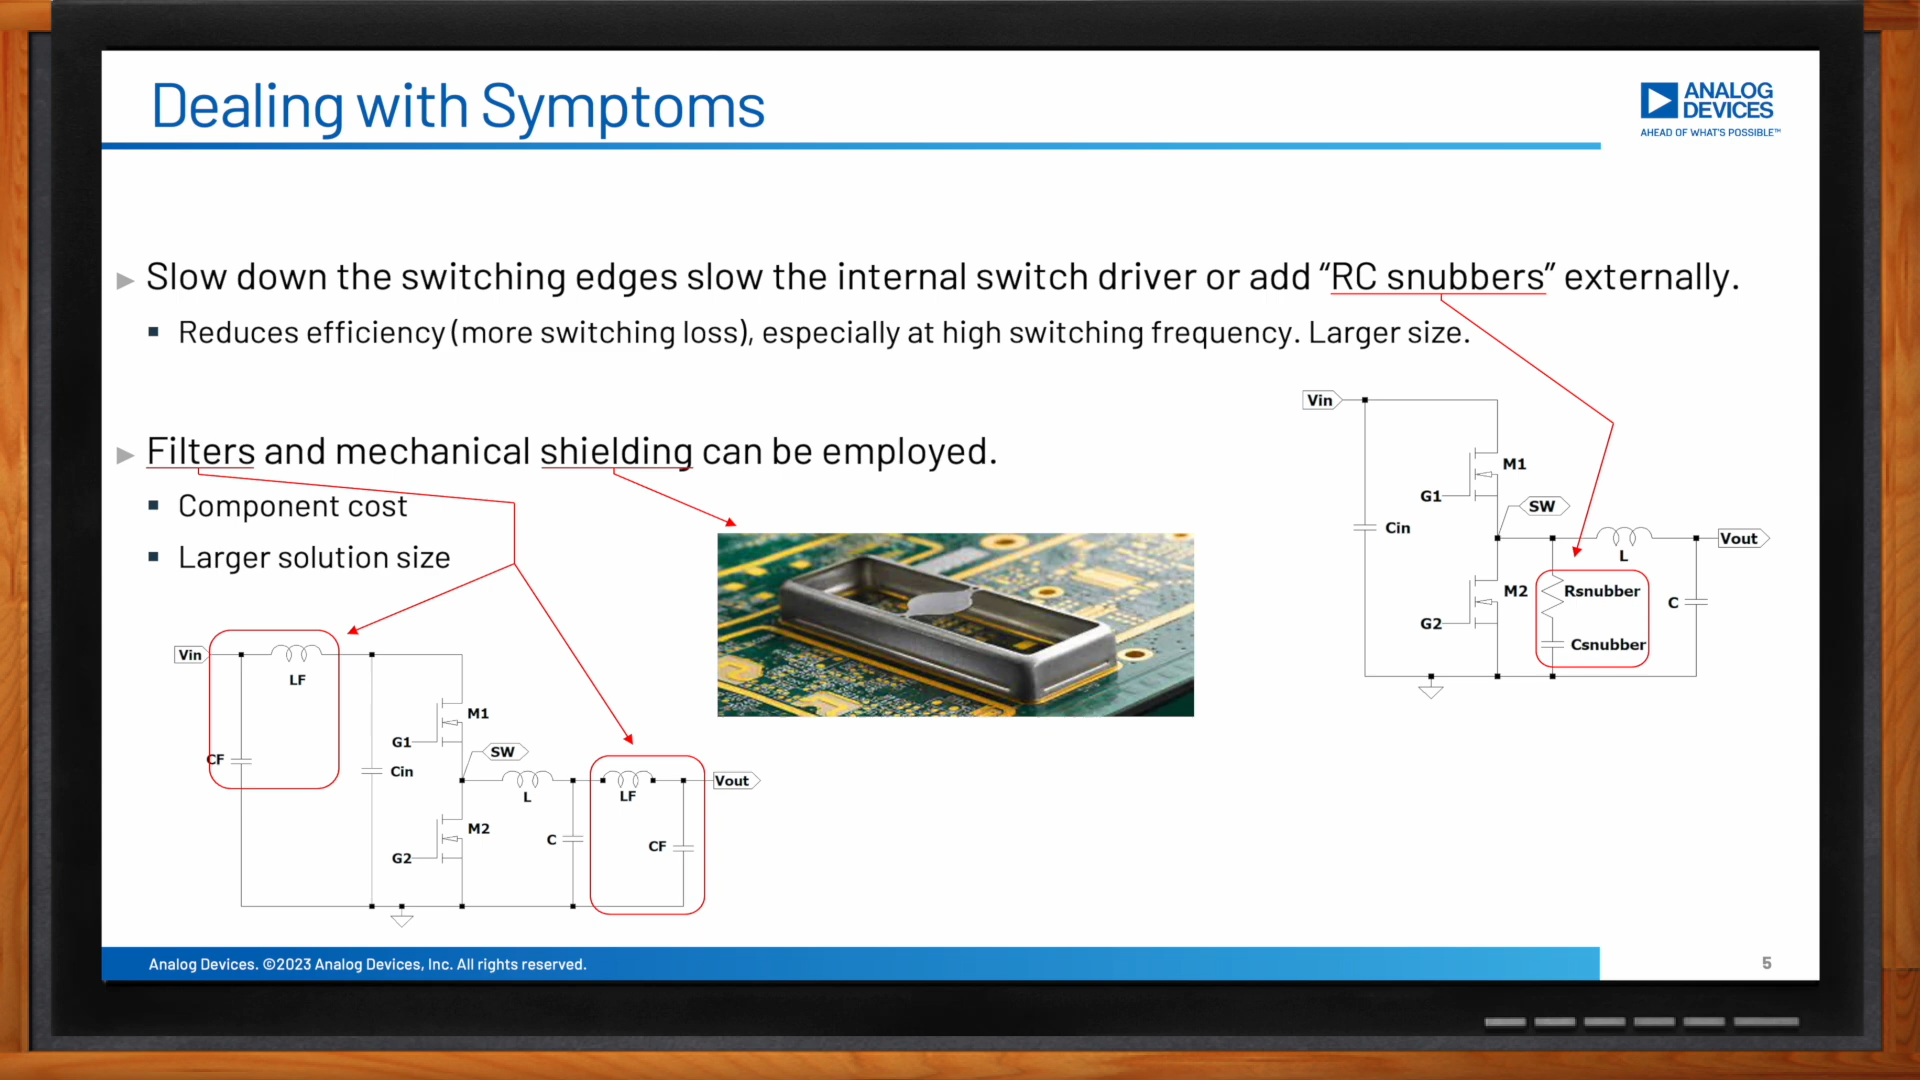 Dealing with Symptoms
ANALOG
DEVICES
AHEAD OF WHAT'S POSSIBLE™
Slow down the switching edges slow the internal switch driver or add “RC snubbers” externally.
Reduces efficiency (more switching loss), especially at high switching frequency. Larger size.
Filters and mechanical shielding can be employed.
Component cost
Larger solution size
Vin
LF
CF
Cin
M1
G1
SW
L
M2
G2
C
LF
CF
Vout
Vin
M1
G1
SW
Cin
L
Vout
M2
G2
Rsnubber
Csnubber
C
Analog Devices. ©2023 Analog Devices, Inc. All rights reserved.
5